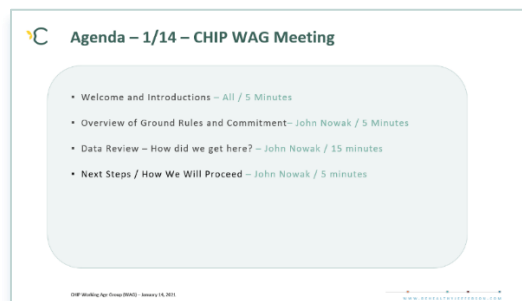 Agenda – 1/14 – CHIP WAG Meeting
• Welcome and Introductions – All / 5 Minutes
• Overview of Ground Rules and Commitment– John Nowak / 5 Minutes
• Data Review – How did we get here? – John Nowak / 15 minutes
• Next Steps / How We Will Proceed – John Nowak / 5 minutes
CHIP Working Age Group (WAG) - January 14, 2021